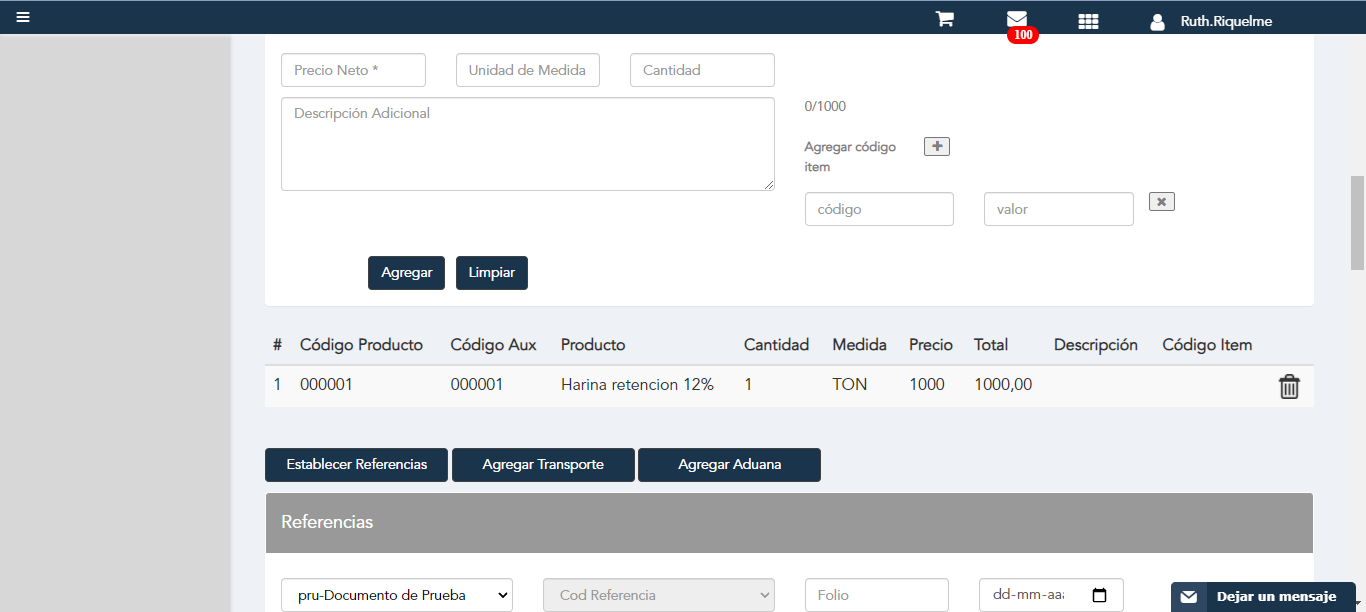 Ruth.Riquelme
100
Precio Neto * Unidad de Medida Cantidad
Descripción Adicional
0/1000
Agregar código
item
código valor
Agregar Limpiar
# Código Producto Código Aux Producto Cantidad Medida Precio Total Descripción Código Item
1 000001 000001 Harina retencion 12% 1 TON 1000 1000,00
Establecer Referencias Agregar Transporte Agregar Aduana
Referencias
pru-Documento de Prueba Cod Referencia Folio dd-mm-aaa
Dejar un mensaje